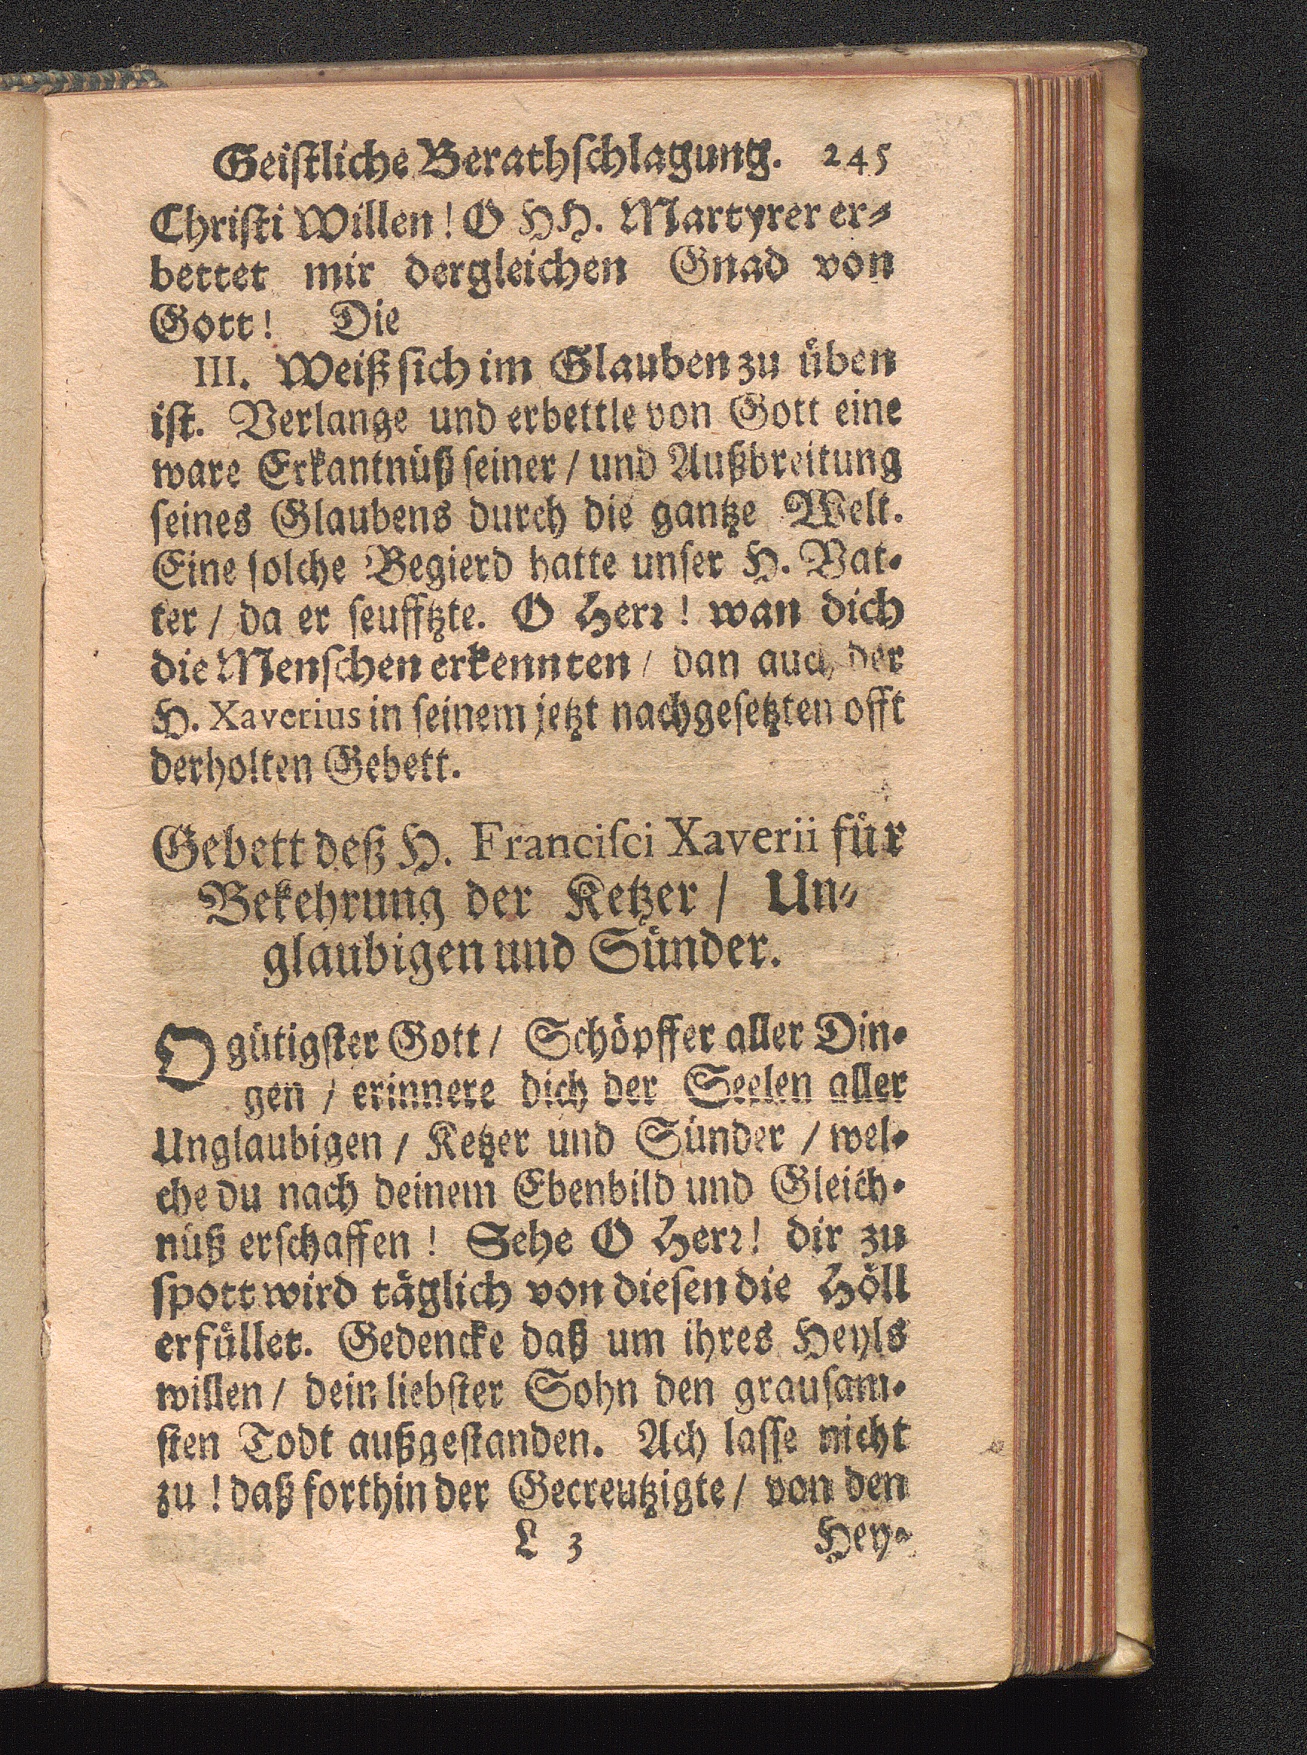 Geiſtliche Berathſchlagung. 245
Chriſti Willen! O HH. Martyrer er⸗
bettet mir dergleichen Gnad von
Gott! Die
III. Weiß ſich im Glauben zu üben
iſt. Verlange und erbettle von Gott eine
ware Erkantnüß ſeiner / und Außbreitung
ſeines Glaubens durch die gantze Welt.
Eine ſolche Begierd hatte unſer H. Vat⸗
ter / da er ſeufftzte. O Herꝛ! wan dich
die Menſchen erkennten / dan auch der
H. Xaverius in ſeinem jetzt nachgeſetzten offt
derholten Gebett.
Gebett deß H. Franciſci Xaverii für
Bekehrung der Ketzer / Un⸗
glaubigen und Sünder.
O gütigſter Gott / Schöpffer aller Din⸗
gen / erinnere dich der Seelen aller
Unglaubigen / Ketzer und Sünder / wel⸗
che du nach deinem Ebenbild und Gleich⸗
nüß erſchaffen! Sehe O Herꝛ! dir zu
ſpott wird täglich von dieſen die Höll
erfüllet. Gedencke daß um ihres Heyls
willen / dein liebſter Sohn den grauſam⸗
ſten Todt außgeſtanden. Ach laſſe nicht
zu! daß forthin der Gecreutzigte / von den
L 3 Hey⸗